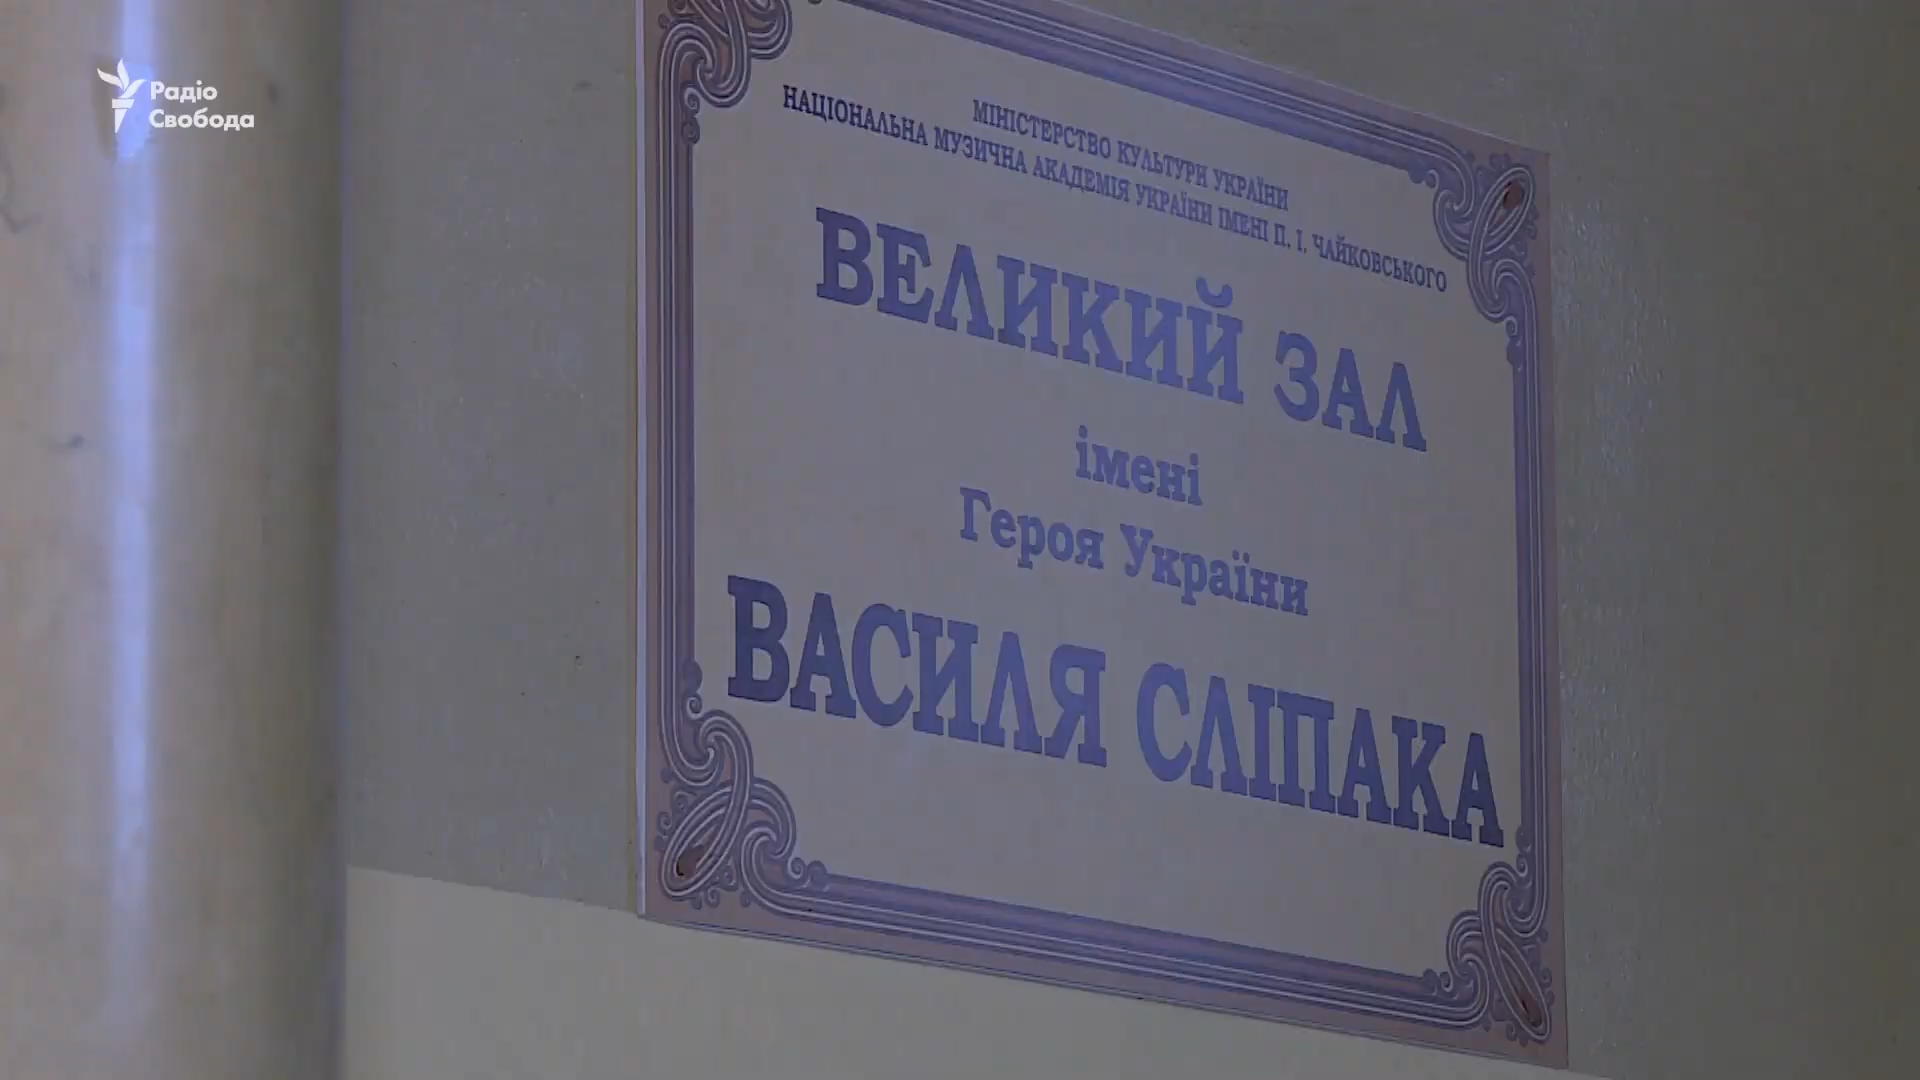 Радіо
Свобода
МІНІСТЕРСТВО КУЛЬТУРИ УКРАЇНИ
НАЦІОНАЛЬНА МУЗИЧНА АКАДЕМІЯ УКРАЇНИ ІМЕНІ П. І. ЧАЙКОВСЬКОГО
ВЕЛИКИЙ ЗАЛ
імені
Героя України
ВАСИЛЯ СЛІПАКА